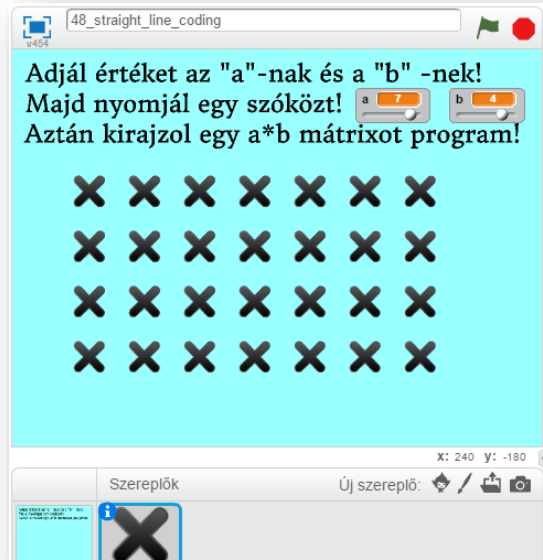 48_straight_line_coding
v454
Adjál értéket az "a"-nak és a "b" -nek!
Majd nyomjál egy szóközt! a 7 b 4
Aztán kirajzol egy a*b mátrixot program!
X: 240 y: -180
Szereplők Új szereplő: